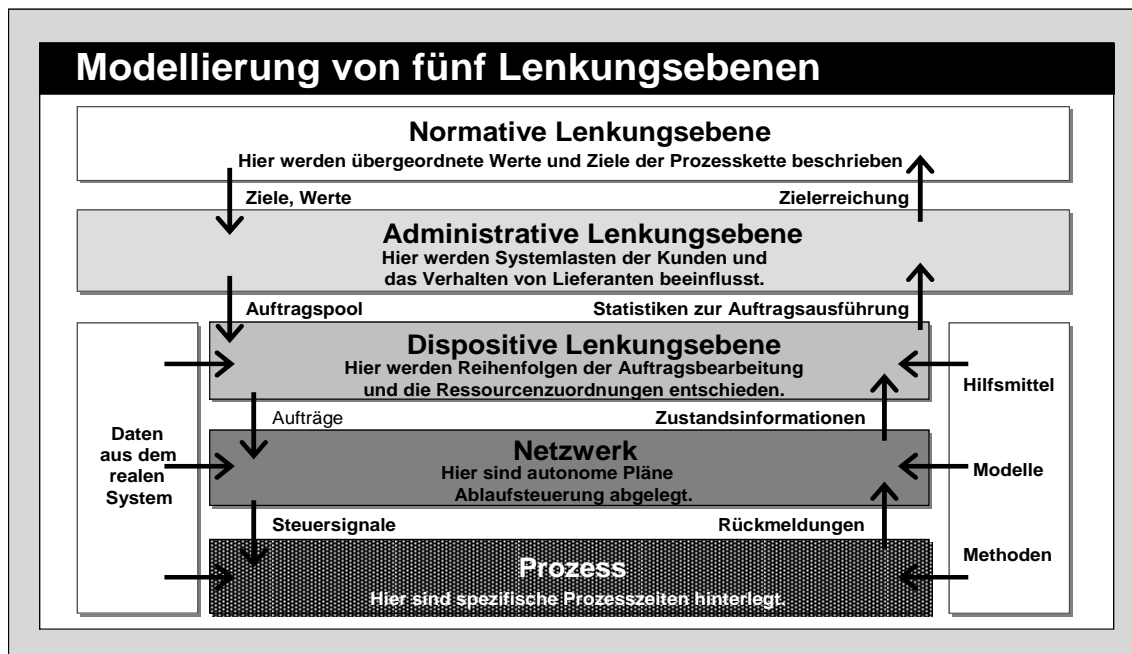 Modellierung von fünf Lenkungsebenen
Normative Lenkungsebene
Hier werden übergeordnete Werte und Ziele der Prozesskette beschrieben
Ziele, Werte
Zielerreichung
Administrative Lenkungsebene
Hier werden Systemlasten der Kunden und
das Verhalten von Lieferanten beeinflusst.
Auftragspool
Statistiken zur Auftragsausführung
Dispositive Lenkungsebene
Hier werden Reihenfolgen der Auftragsbearbeitung
und die Ressourcenzuordnungen entschieden.
Aufträge
Zustandsinformationen
Netzwerk
Hier sind autonome Pläne
Ablaufsteuerung abgelegt.
Steuersignale
Rückmeldungen
Prozess
Hier sind spezifische Prozesszeiten hinterlegt.
Daten
aus dem
realen
System
Hilfsmittel
Modelle
Methoden